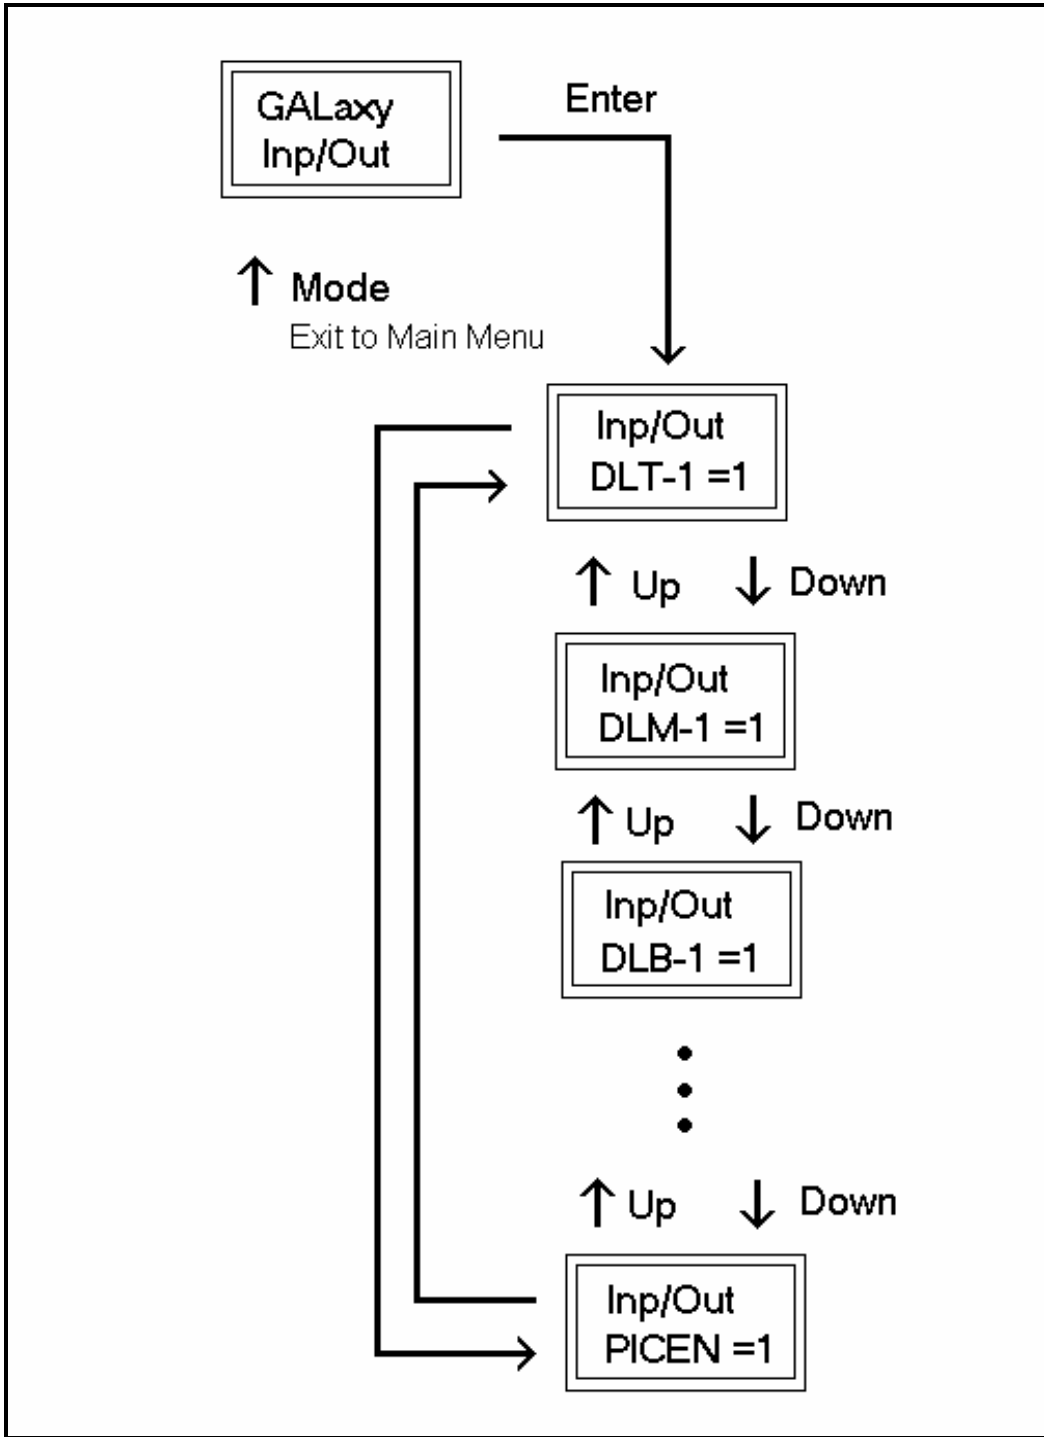 GALaxy
Inp/Out
Enter
Mode
Exit to Main Menu
Inp/Out
DLT-1 =1
Up
Down
Inp/Out
DLM-1 =1
Up
Down
Inp/Out
DLB-1 =1
Up
Down
Inp/Out
PICEN =1